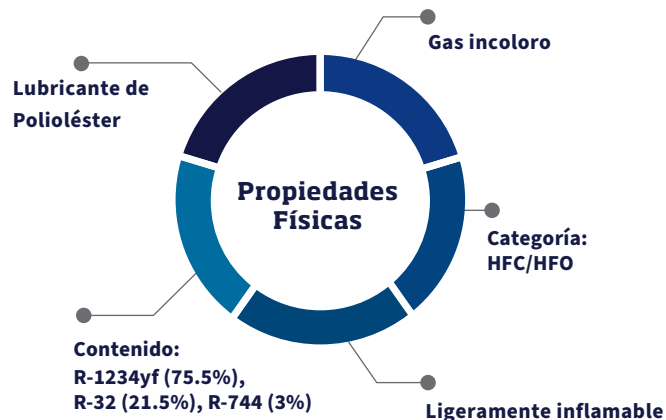 Gas incoloro
Lubricante de
Polioléster
Propiedades
Físicas
Categoría:
HFC/HFO
Contenido:
R-1234yf (75.5%),
R-32 (21.5%), R-744 (3%)
Ligeramente inflamable